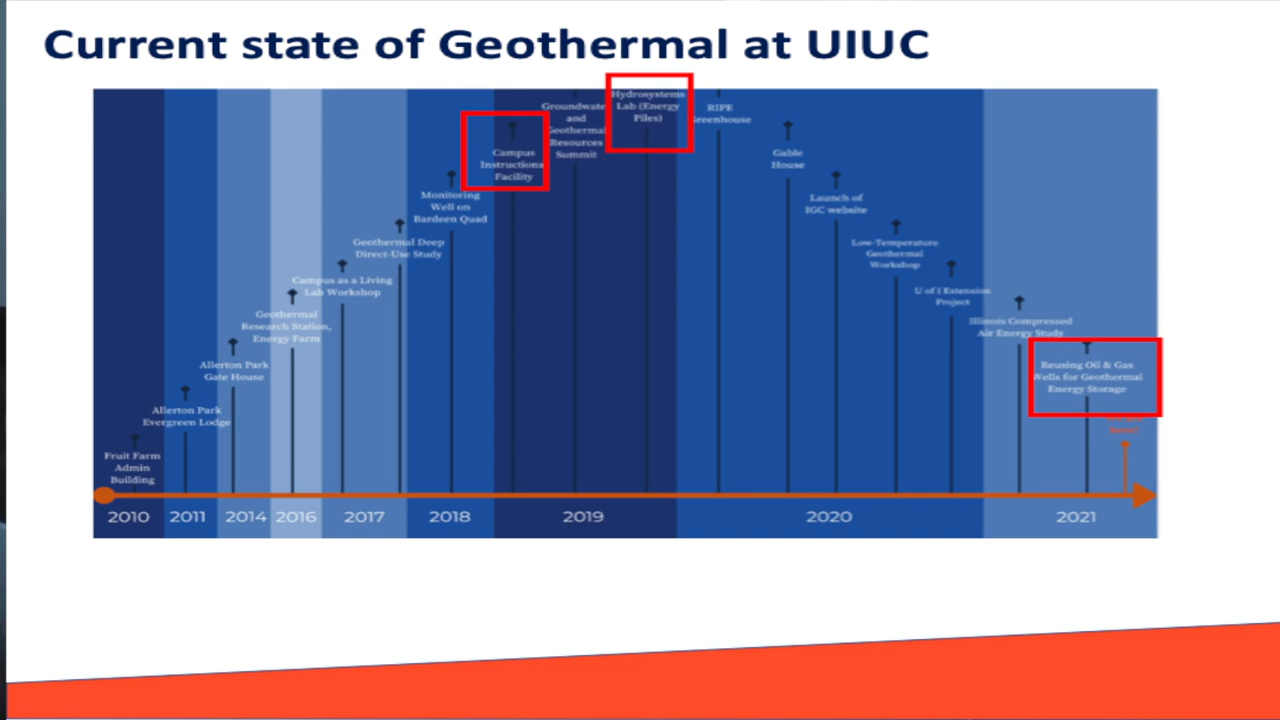 Current state of Geothermal at UIUC
Fruit Farm
Admin
Building
Allerton Park
Evergreen Lodge
Allerton Park
Gate House
Geothermal
Research Station,
Energy Farm
Campus as a Living
Lab Workshop
Geothermal Deep
Direct-Use Study
Monitoring
Well on
Bardeen Quad
Campus
Instructiona
Facility
Groundwate
and
Geothermal
Resources
Summit
Hydrosystems
Lab (Energy
Piles)
RIPE
Greenhouse
Gable
House
Launch of
IGC website
Low-Temperature
Geothermal
Workshop
U of I Extension
Project
Illinois Compressed
Air Energy Study
Reusing Oil & Gas
Wells for Geothermal
Energy Storage
2010 2011 2014 2016 2017 2018 2019 2020 2021